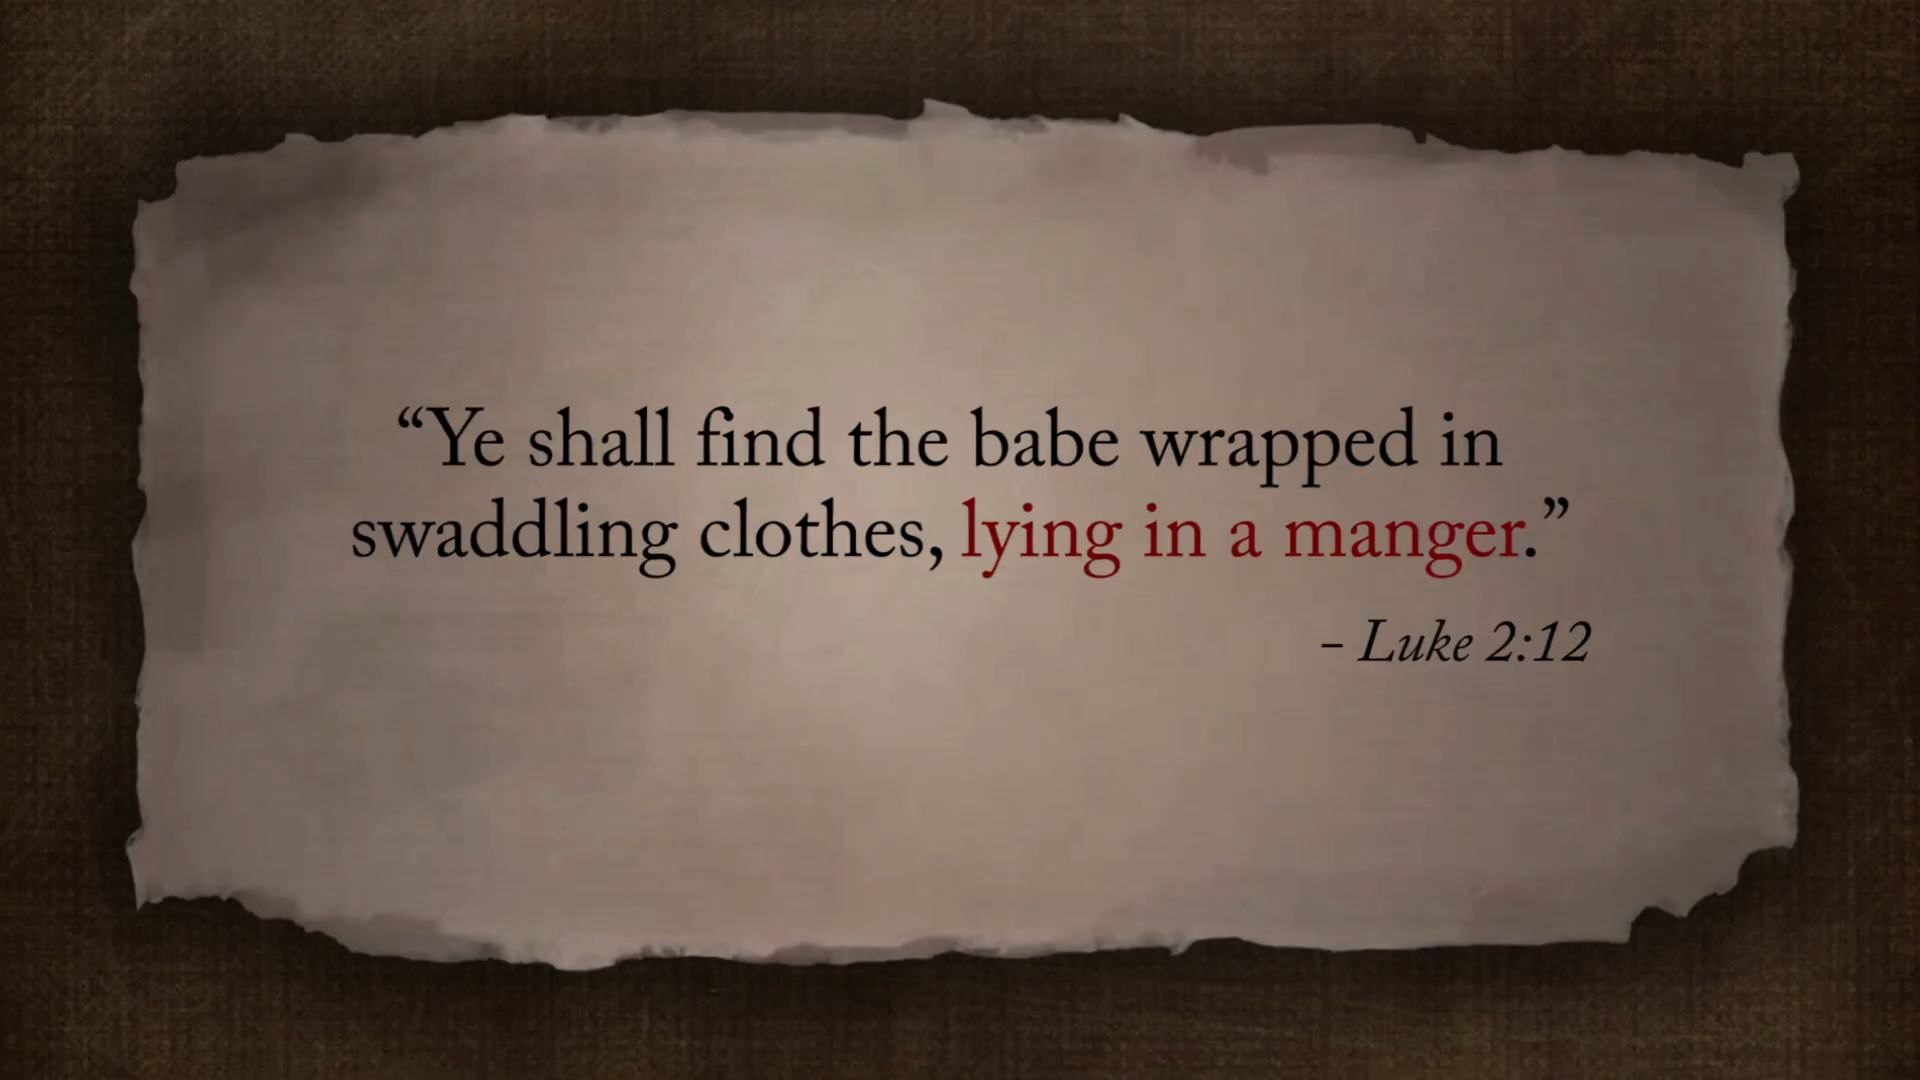 “Ye shall find the babe wrapped in
swaddling clothes, lying in a manger.”
– Luke 2:12